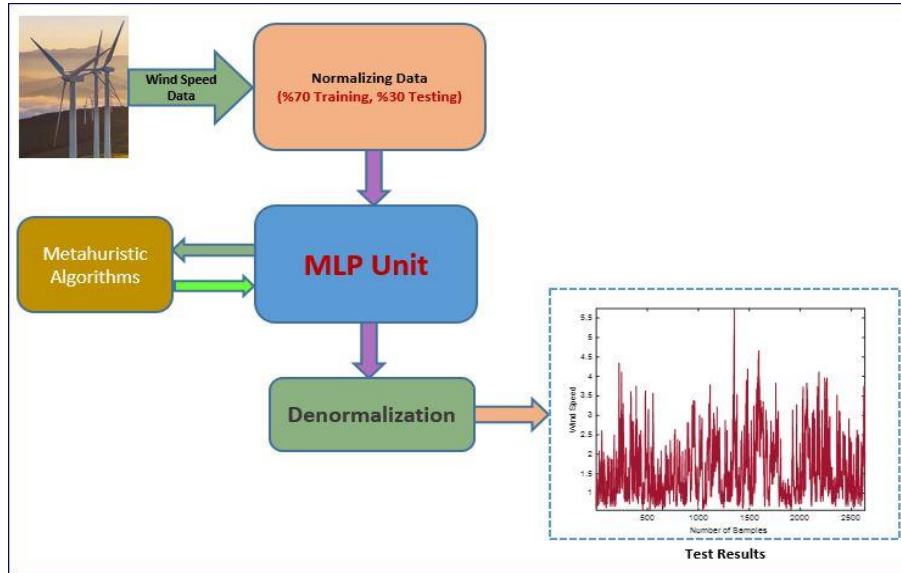 Wind Speed
Data
Normalizing Data
(%70 Training, %30 Testing)
Metahuristic
Algorithms
MLP Unit
Denormalization
5.5
5
4.5
4
3.5
3
2.5
2
1.5
1
Wind Speed
500
1000
1500
2000
2500
Number of Samples
Test Results